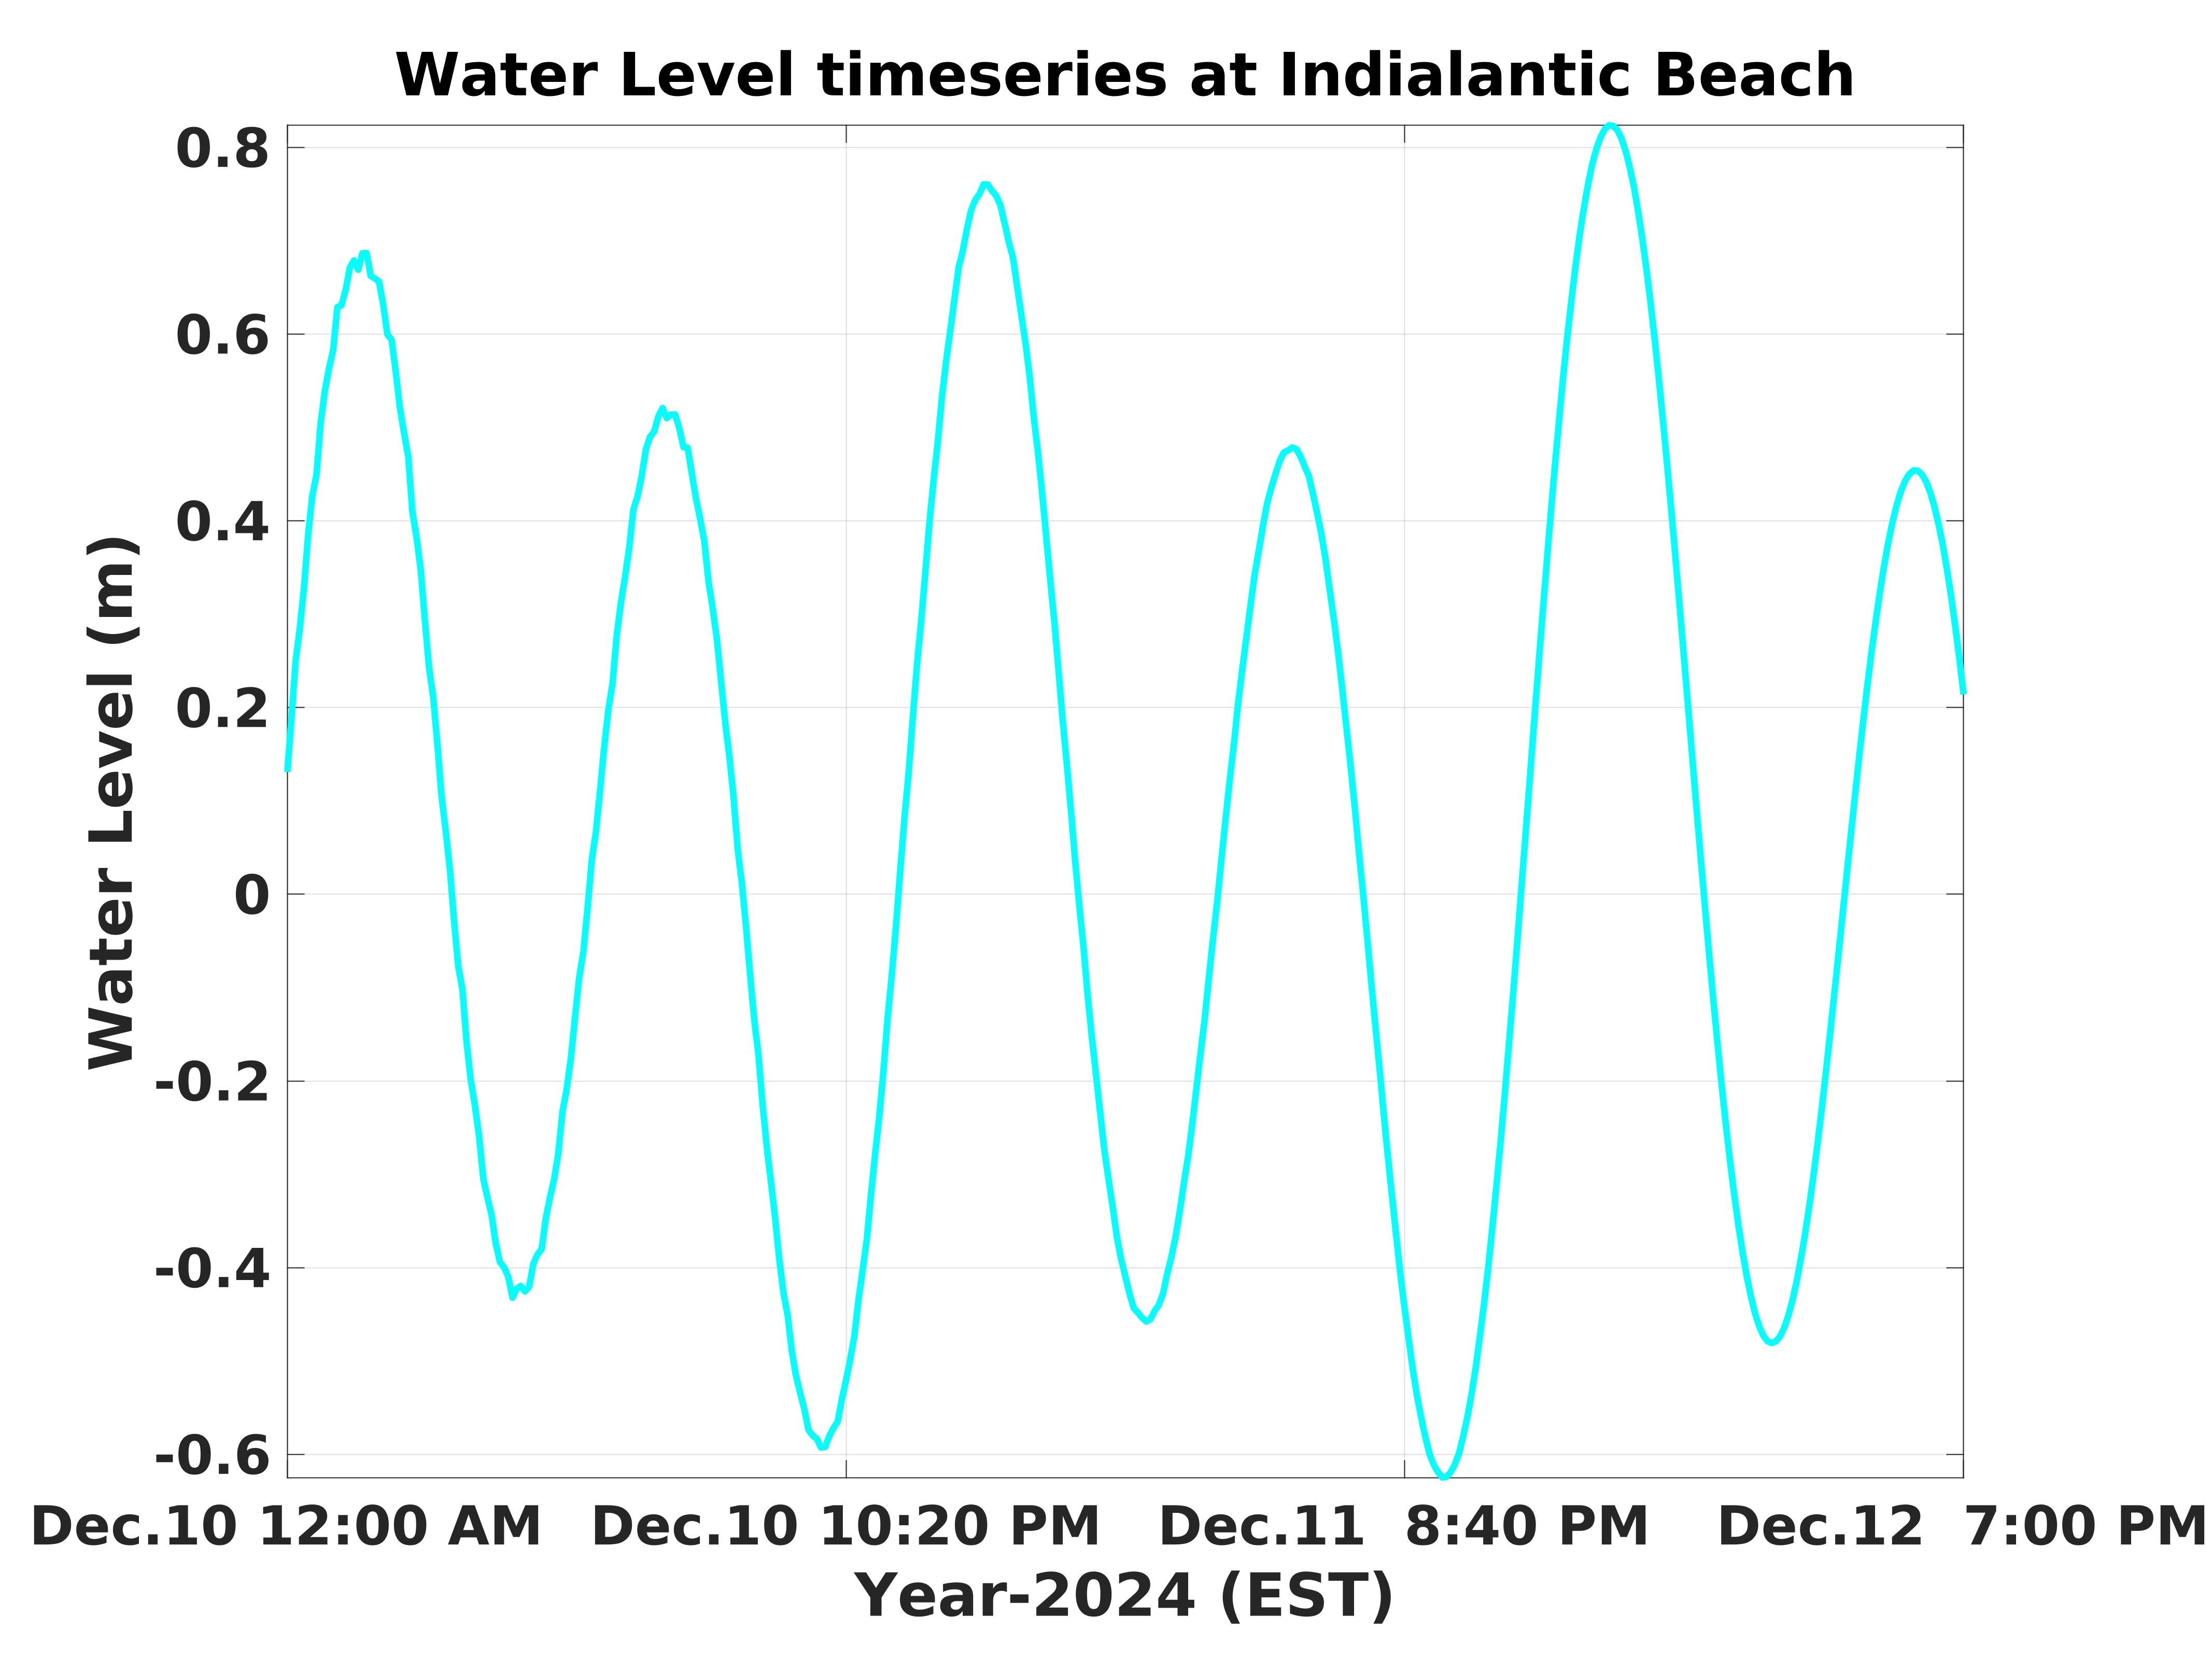 Water Level timeseries at Indialantic Beach
0.8
0.6
0.4
0.2
0
-0.2
-0.4
-0.6
Water Level (m)
Dec.10 12:00 AM Dec.10 10:20 PM Dec.11 8:40 PM Dec.12 7:00 PM
Year-2024 (EST)